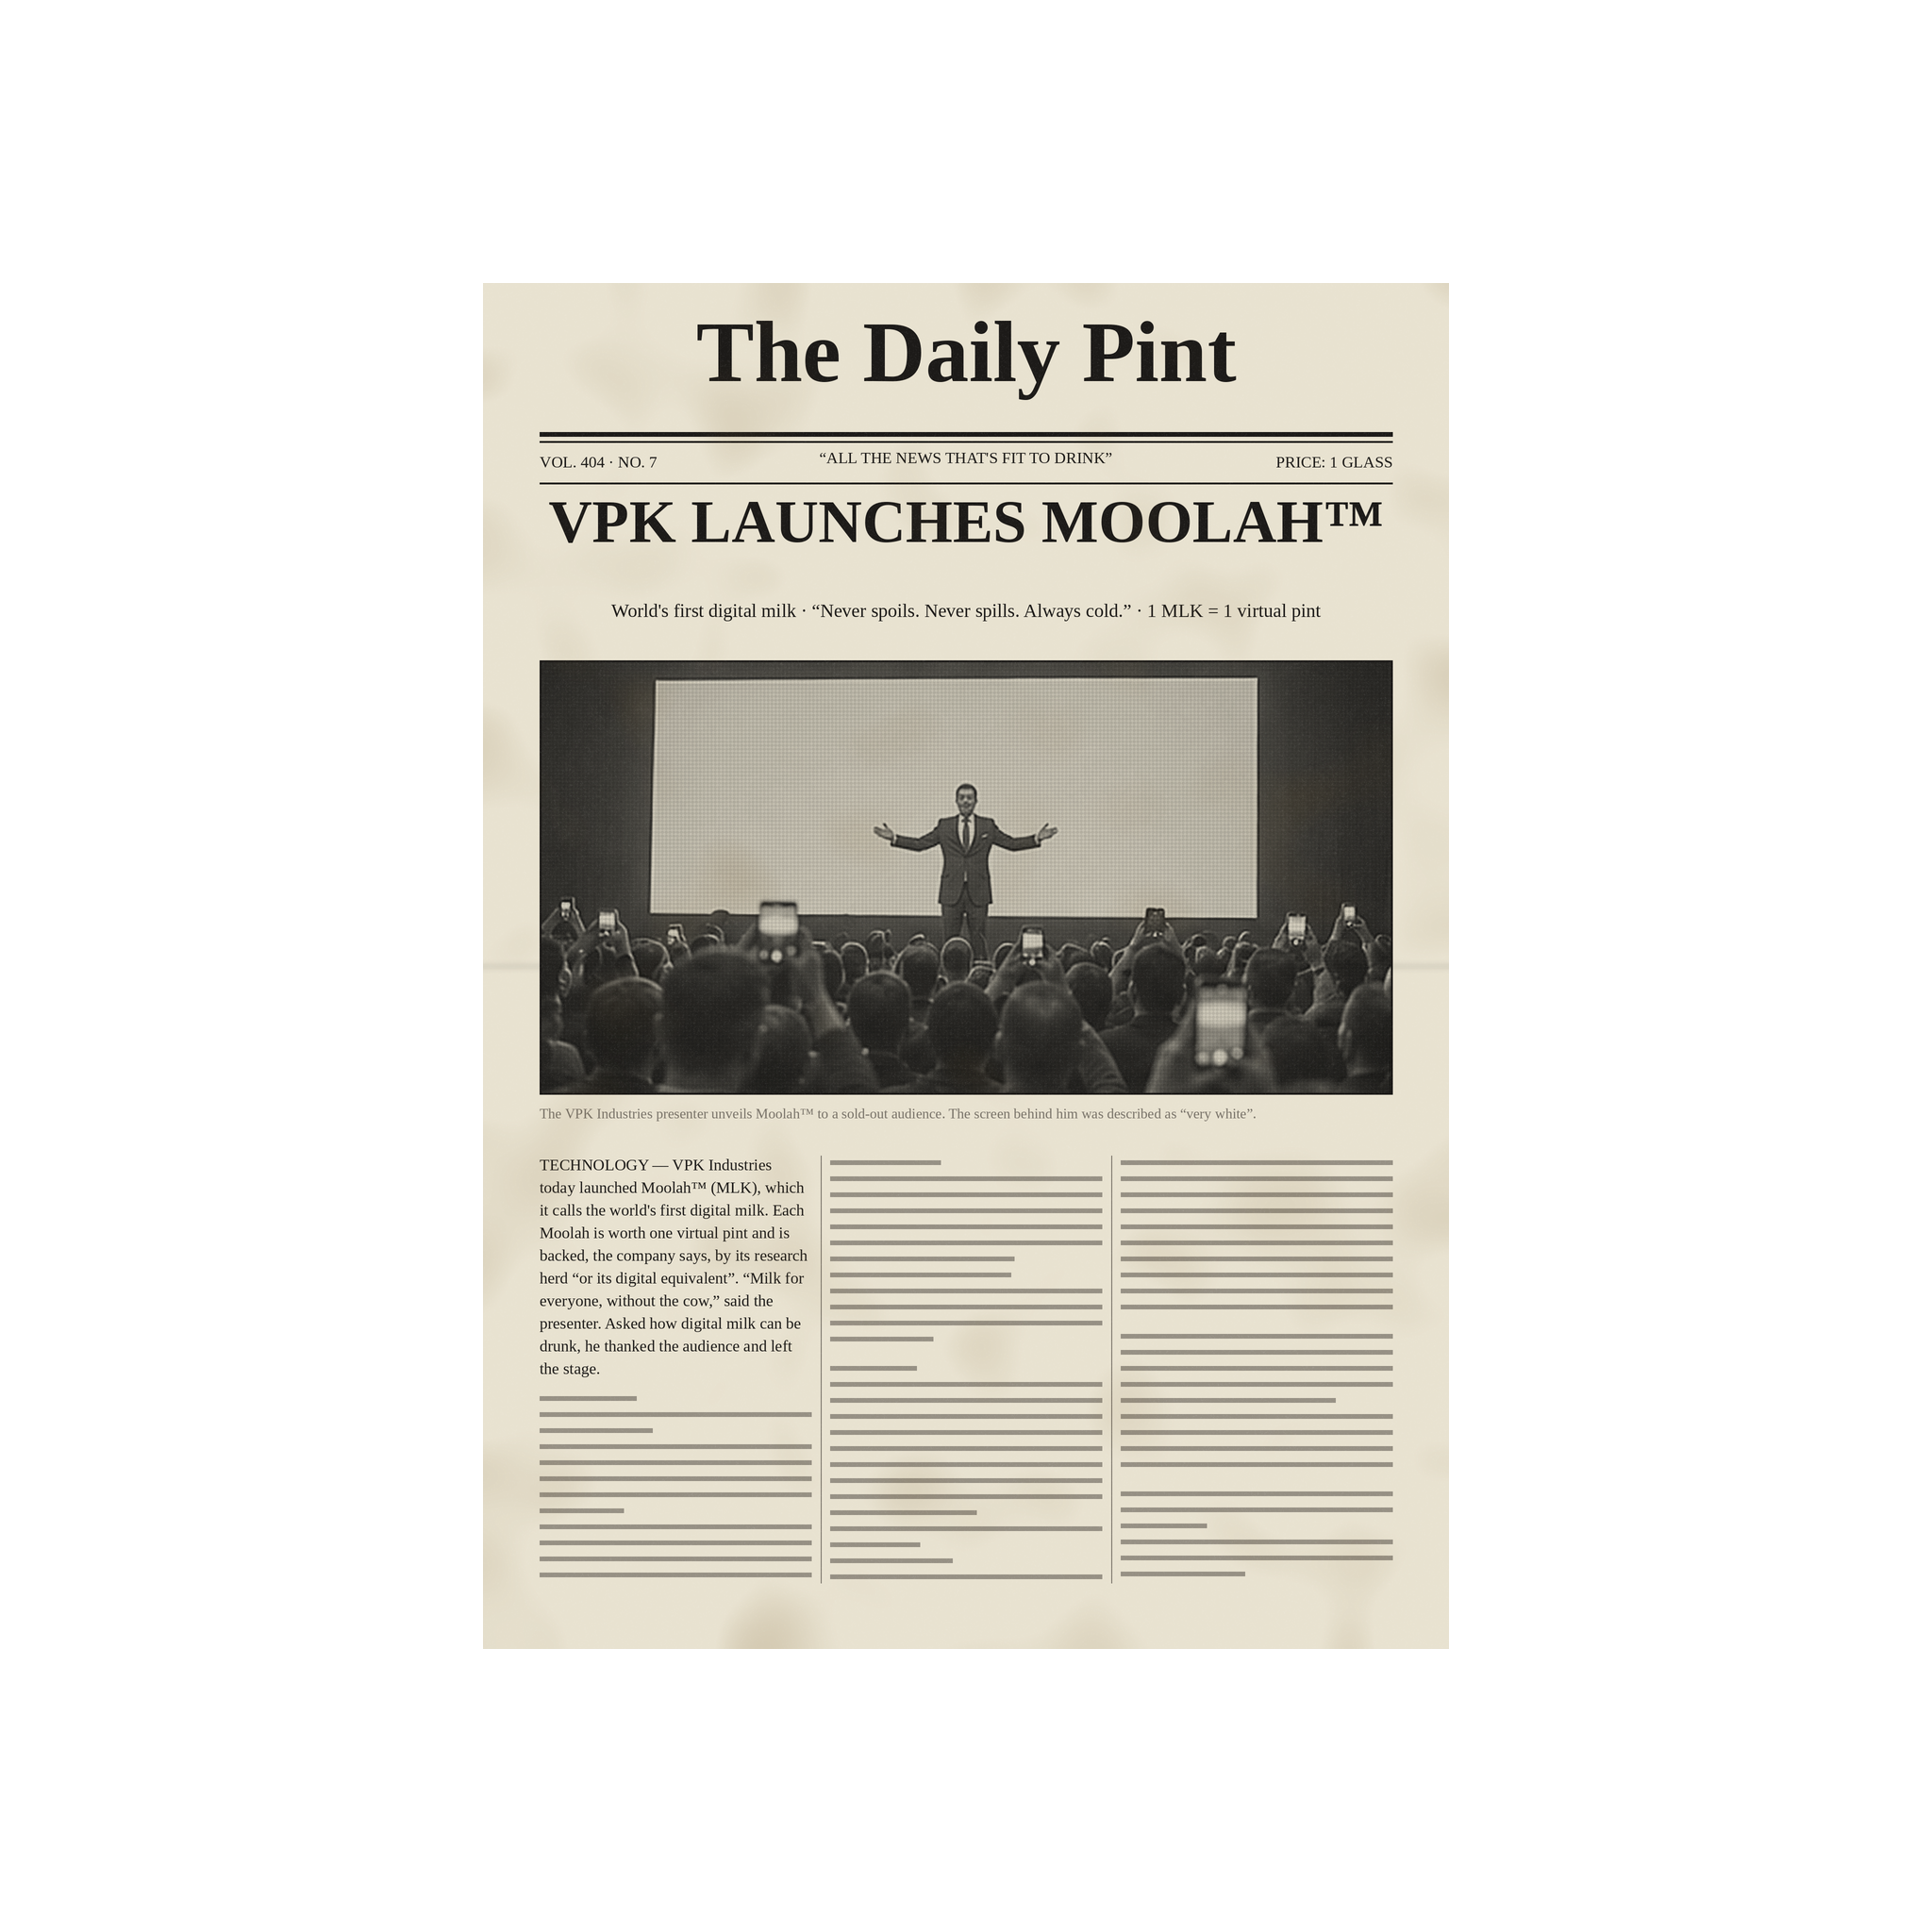 The Daily Pint
VOL. 404 · NO. 7
“ALL THE NEWS THAT'S FIT TO DRINK”
PRICE: 1 GLASS
VPK LAUNCHES MOOLAH™
World's first digital milk · “Never spoils. Never spills. Always cold.” · 1 MLK = 1 virtual pint
The VPK Industries presenter unveils Moolah™ to a sold-out audience. The screen behind him was described as “very white”.
TECHNOLOGY — VPK Industries
today launched Moolah™ (MLK), which
it calls the world's first digital milk. Each
Moolah is worth one virtual pint and is
backed, the company says, by its research
herd “or its digital equivalent”. “Milk for
everyone, without the cow,” said the
presenter. Asked how digital milk can be
drunk, he thanked the audience and left
the stage.